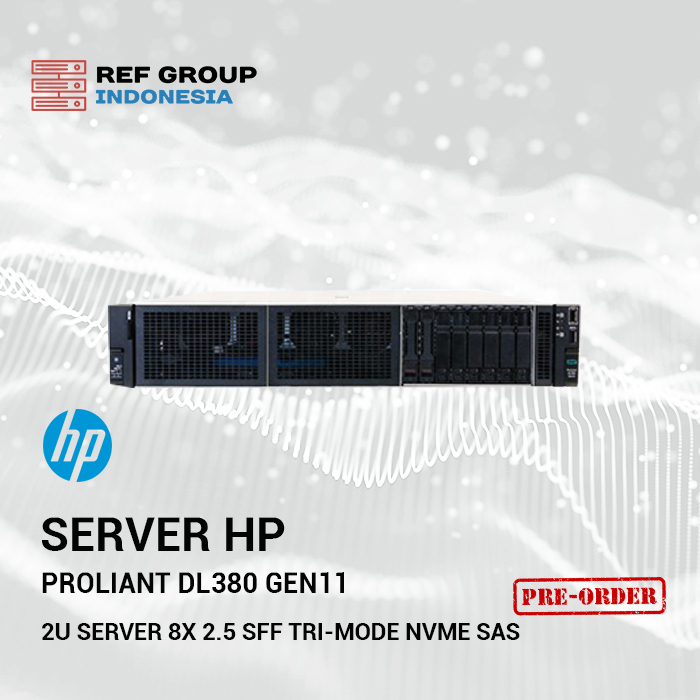 REF GROUP
INDONESIA
hp
SERVER HP
PROLIANT DL380 GEN11
PRE-ORDER
2U SERVER 8X 2.5 SFF TRI-MODE NVME SAS